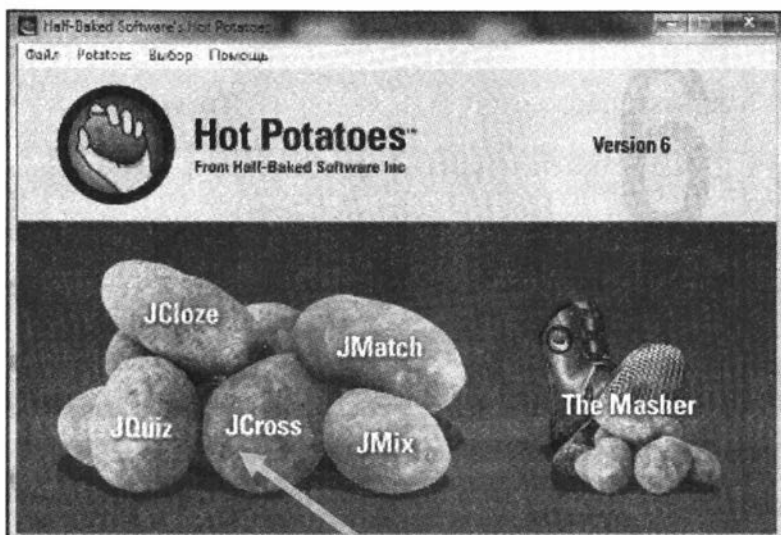 Half-Baked Software's Hot Potatoes
Файл Potatoes Выбор Помощь
Hot Potatoes™
From Half-Baked Software Inc
Version 6
JCloze
JMatch
The Masher
JQuiz
JCross
JMix